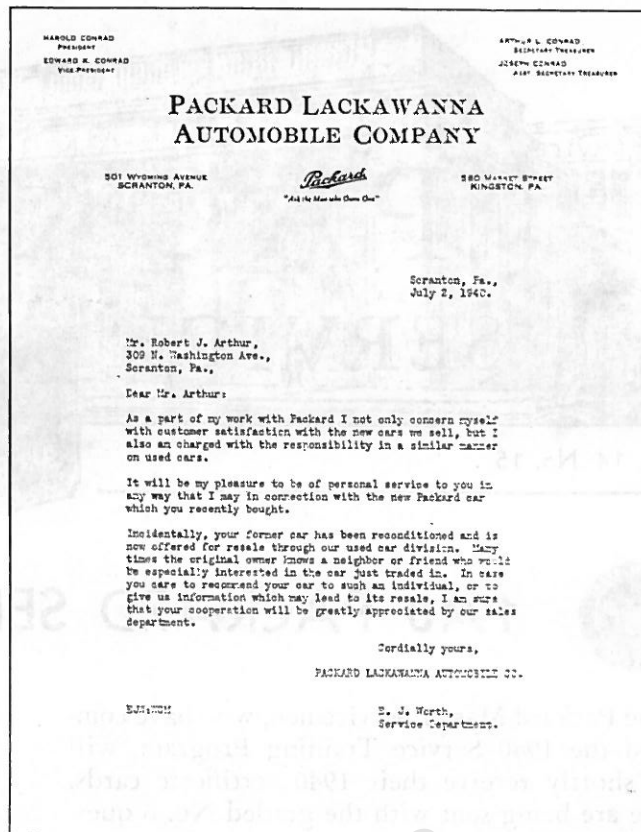 HAROLD CONRAD
PRESIDENT
EDWARD K. CONRAD
VICE PRESIDENT
ARTHUR L. CONRAD
SECRETARY TREASURER
JOSEPH CONRAD
ASST. SECRETARY TREASURER
PACKARD LACKAWANNA
AUTOMOBILE COMPANY
501 WYOMING AVENUE
SCRANTON, PA.
Packard
"Ask the Man who Owns One"
580 MARKET STREET
KINGSTON, PA
Scranton, Pa.,
July 2, 1940.
Mr. Robert J. Arthur,
309 N. Washington Ave.,
Scranton, Pa.,
Dear Mr. Arthur:
As a part of my work with Packard I not only concern myself
with customer satisfaction with the new cars we sell, but I
also am charged with the responsibility in a similar manner
on used cars.
It will be my pleasure to be of personal service to you in
any way that I may in connection with the new Packard car
which you recently bought.
Incidentally, your former car has been reconditioned and is
now offered for resale through our used car division. Many
times the original owner knows a neighbor or friend who would
be especially interested in the car just traded in. In case
you care to recommend your car to such an individual, or to
give us information which may lead to its resale, I am sure
that your cooperation will be greatly appreciated by our sales
department.
Cordially yours,
PACKARD LACKAWANNA AUTOMOBILE CO.
J. Worth,
Service Department.